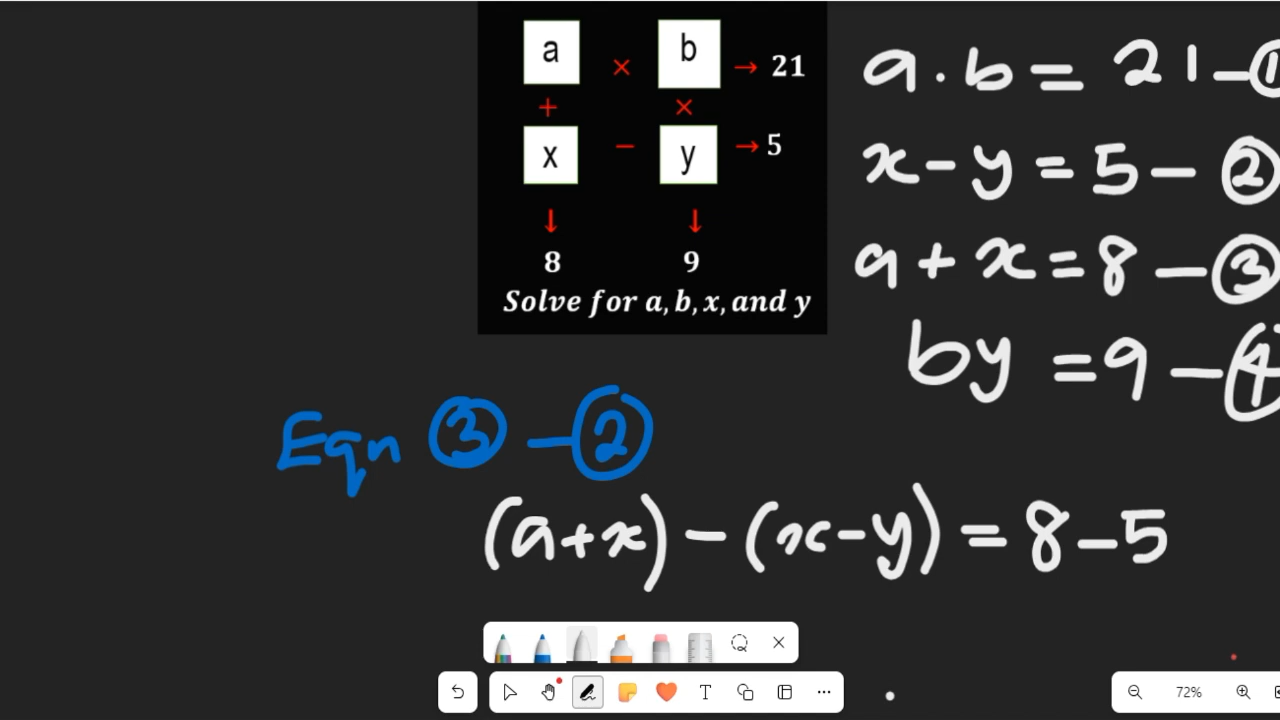 a × b → 21
+ ×
x − y → 5
↓ ↓
8 9
Solve for a, b, x, and y
a . b = 21 — ①
x − y = 5 — ②
a + x = 8 — ③
by = 9 — ④
Eqn ③ — ②
(a+x) − (x−y) = 8−5
T
72%